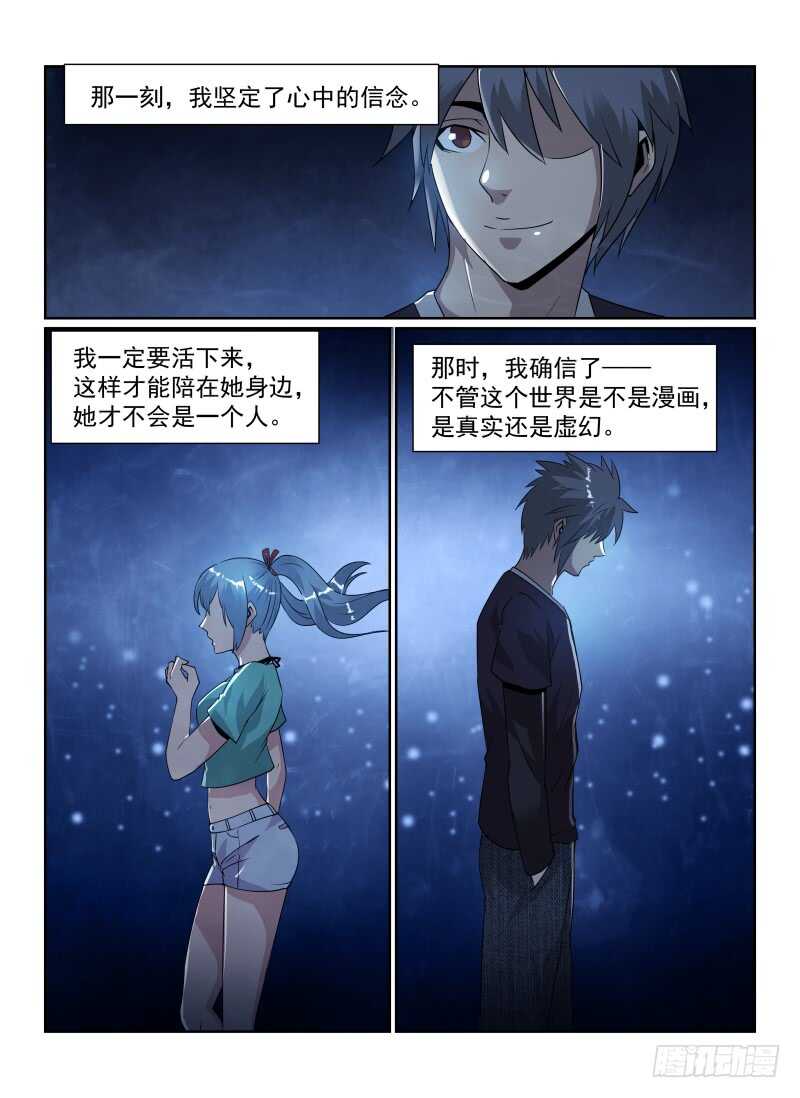 那一刻，我坚定了心中的信念。
我一定要活下来，
这样才能陪在她身边，
她才不会是一个人。
那时，我确信了——
不管这个世界是不是漫画，
是真实还是虚幻。
腾讯动漫